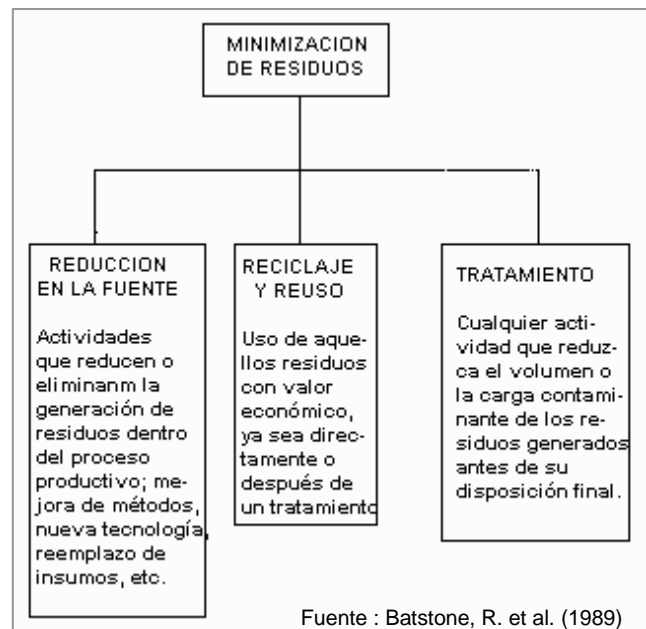 MINIMIZACION
DE RESIDUOS
REDUCCION
EN LA FUENTE
Actividades
que reducen o
eliminanm la
generación de
residuos dentro
del proceso
productivo; me-
jora de métodos,
nueva tecnología,
reemplazo de
insumos, etc.
RECICLAJE
Y REUSO
Uso de aque-
llos residuos
con valor
económico,
ya sea direc-
tamente o
después de
un tratamiento
TRATAMIENTO
Cualquier acti-
vidad que reduz-
ca el volumen o
la carga contami-
nante de los re-
siduos generados
antes de su
disposición final.
Fuente : Batstone, R. et al. (1989)